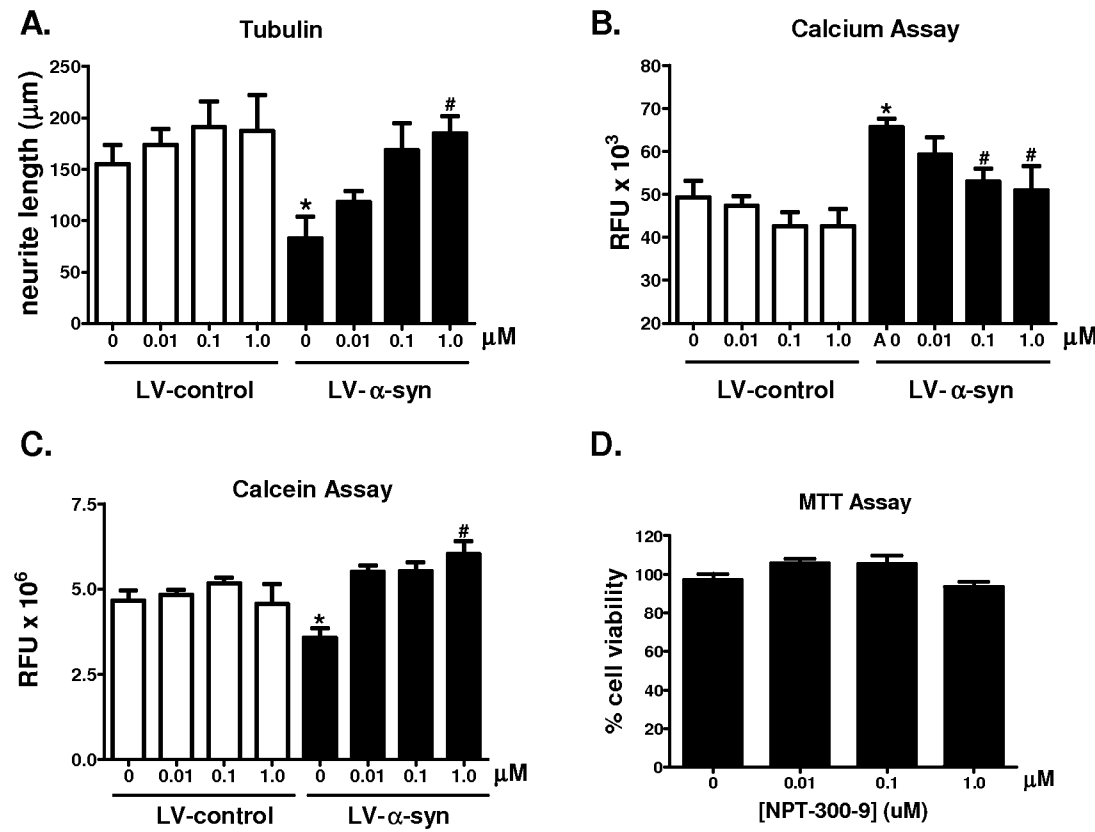 A.
Tubulin
neurite length (µm)
250
200
150
100
50
0
*
#
0 0.01 0.1 1.0 0 0.01 0.1 1.0 µM
LV-control LV-α-syn
B.
Calcium Assay
RFU x 10³
80
70
60
50
40
30
20
*
#
#
0 0.01 0.1 1.0 A 0 0.01 0.1 1.0 µM
LV-control LV-α-syn
C.
Calcein Assay
RFU x 10⁶
7.5
5.0
2.5
0.0
*
#
0 0.01 0.1 1.0 0 0.01 0.1 1.0 µM
LV-control LV-α-syn
D.
MTT Assay
% cell viability
120
100
80
60
40
20
0
0 0.01 0.1 1.0 µM
[NPT-300-9] (uM)